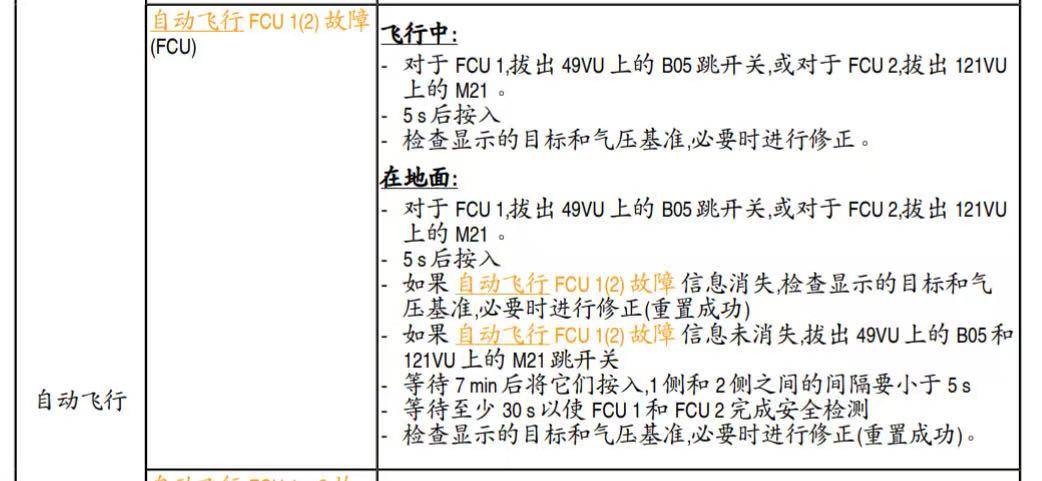 自动飞行
自动飞行 FCU 1(2) 故障
(FCU)
飞行中:
- 对于 FCU 1,拔出 49VU 上的 B05 跳开关,或对于 FCU 2,拔出 121VU
上的 M21 。
- 5 s 后按入
- 检查显示的目标和气压基准,必要时进行修正。
在地面:
- 对于 FCU 1,拔出 49VU 上的 B05 跳开关,或对于 FCU 2,拔出 121VU
上的 M21 。
- 5 s 后按入
- 如果 自动飞行 FCU 1(2) 故障 信息消失,检查显示的目标和气
压基准,必要时进行修正(重置成功)
- 如果 自动飞行 FCU 1(2) 故障 信息未消失,拔出 49VU 上的 B05 和
121VU 上的 M21 跳开关
- 等待 7 min 后将它们按入,1 侧和 2 侧之间的间隔要小于 5 s
- 等待至少 30 s 以使 FCU 1 和 FCU 2 完成安全检测
- 检查显示的目标和气压基准,必要时进行修正(重置成功)。